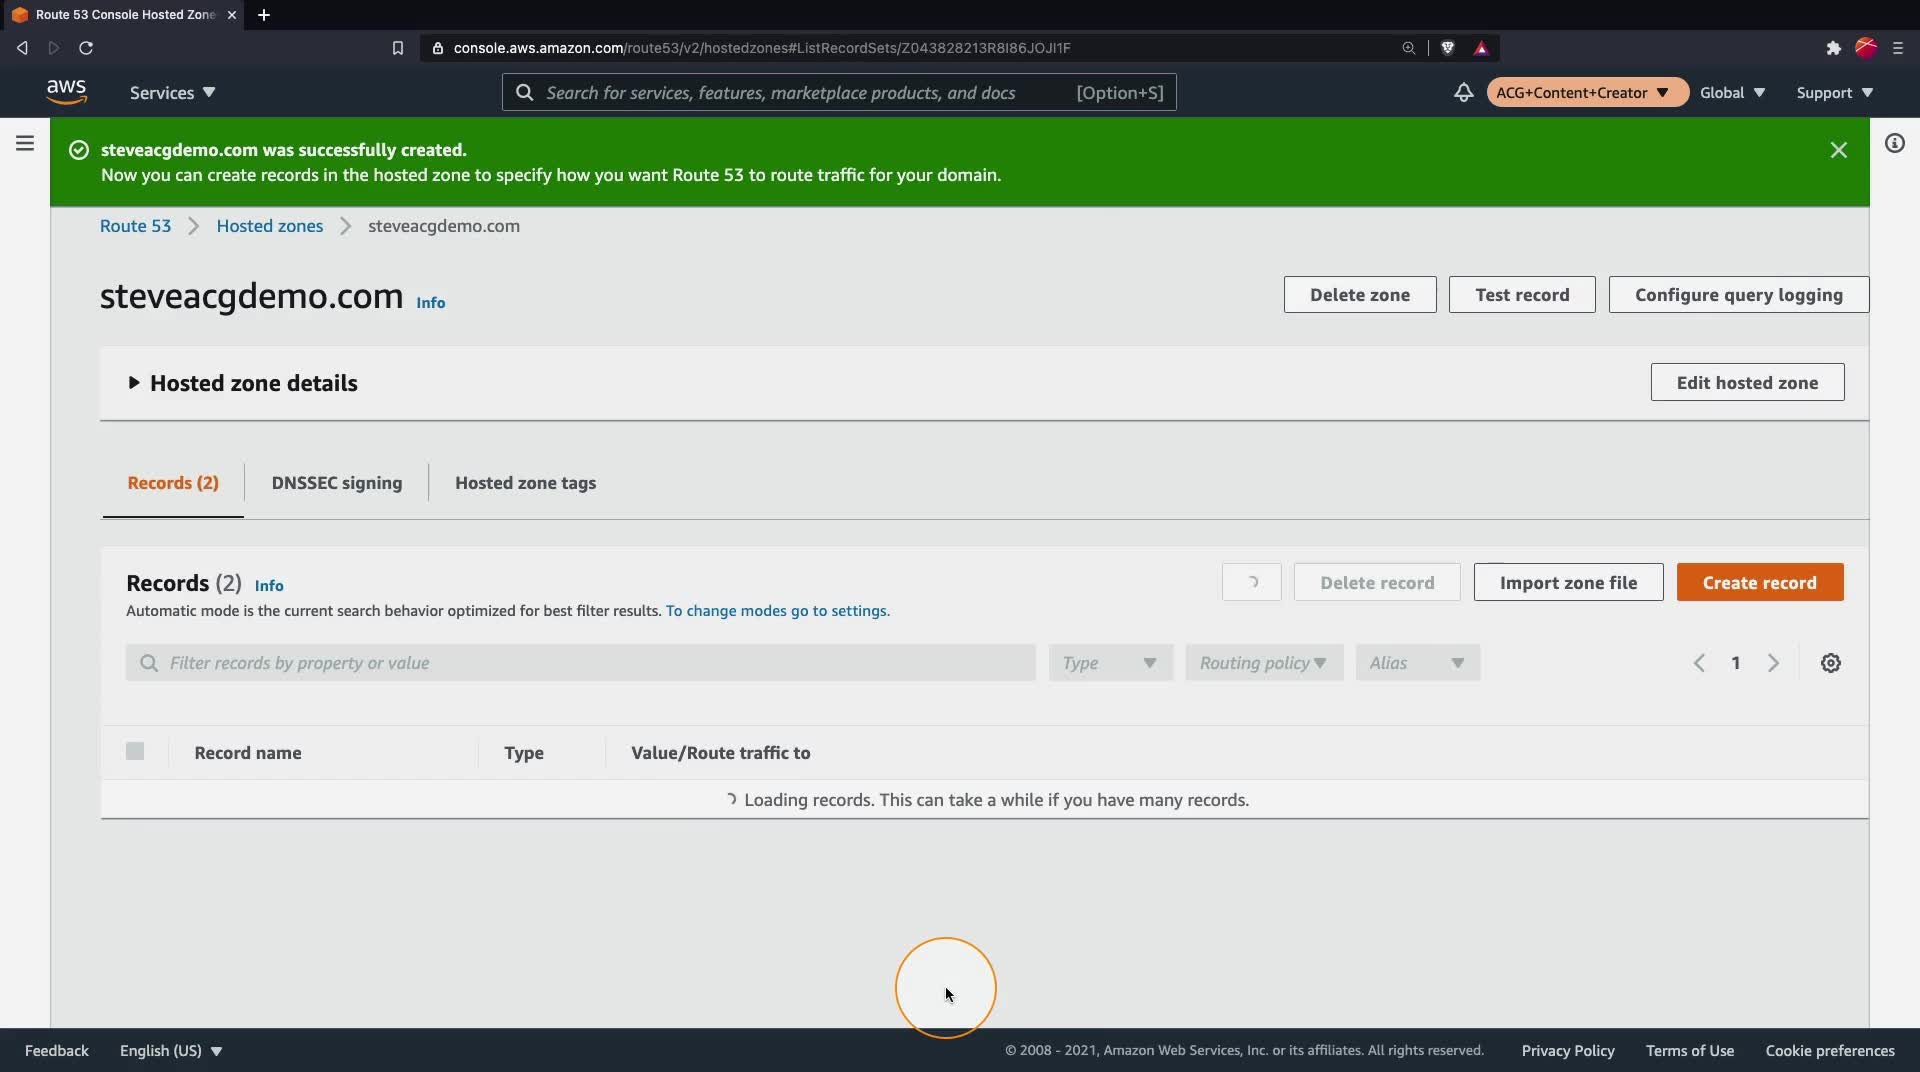 Route 53 Console Hosted Zone
console.aws.amazon.com/route53/v2/hostedzones#ListRecordSets/Z043828213R8I86JOJI1F
aws
Services
Search for services, features, marketplace products, and docs
[Option+S]
ACG+Content+Creator
Global
Support
steveacgdemo.com was successfully created.
Now you can create records in the hosted zone to specify how you want Route 53 to route traffic for your domain.
Route 53 > Hosted zones > steveacgdemo.com
steveacgdemo.com Info
Delete zone
Test record
Configure query logging
Hosted zone details
Edit hosted zone
Records (2)
DNSSEC signing
Hosted zone tags
Records (2) Info
Automatic mode is the current search behavior optimized for best filter results. To change modes go to settings.
Delete record
Import zone file
Create record
Filter records by property or value
Type
Routing policy
Alias
1
Record name
Type
Value/Route traffic to
Loading records. This can take a while if you have many records.
Feedback
English (US)
© 2008 - 2021, Amazon Web Services, Inc. or its affiliates. All rights reserved.
Privacy Policy
Terms of Use
Cookie preferences